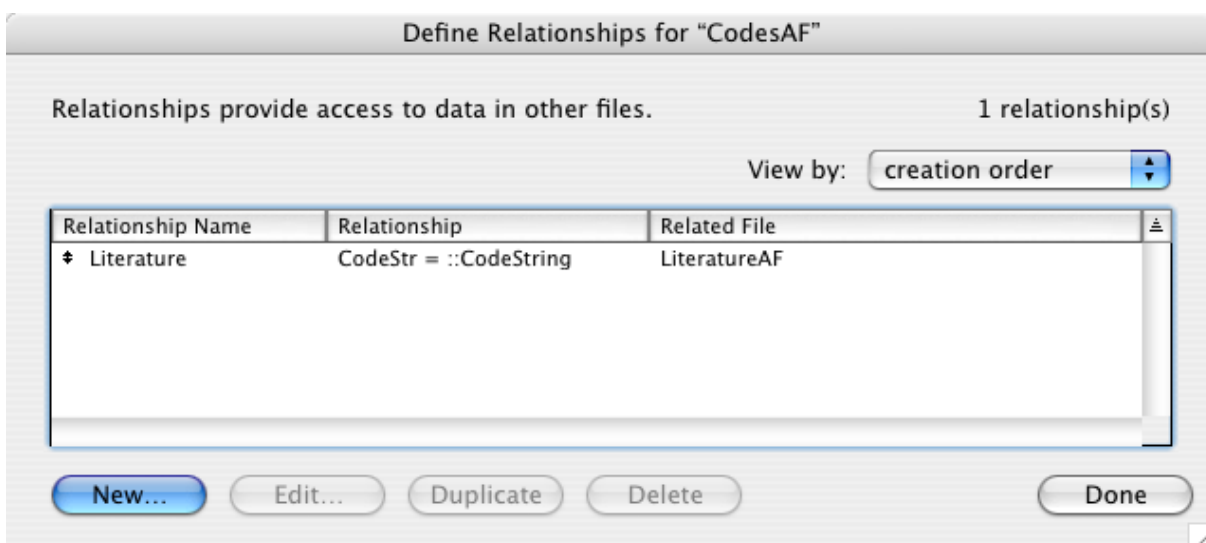 Define Relationships for “CodesAF”
Relationships provide access to data in other files. 1 relationship(s)
View by: creation order
Relationship Name Relationship Related File
Literature CodeStr = ::CodeString LiteratureAF
New... Edit... Duplicate Delete Done